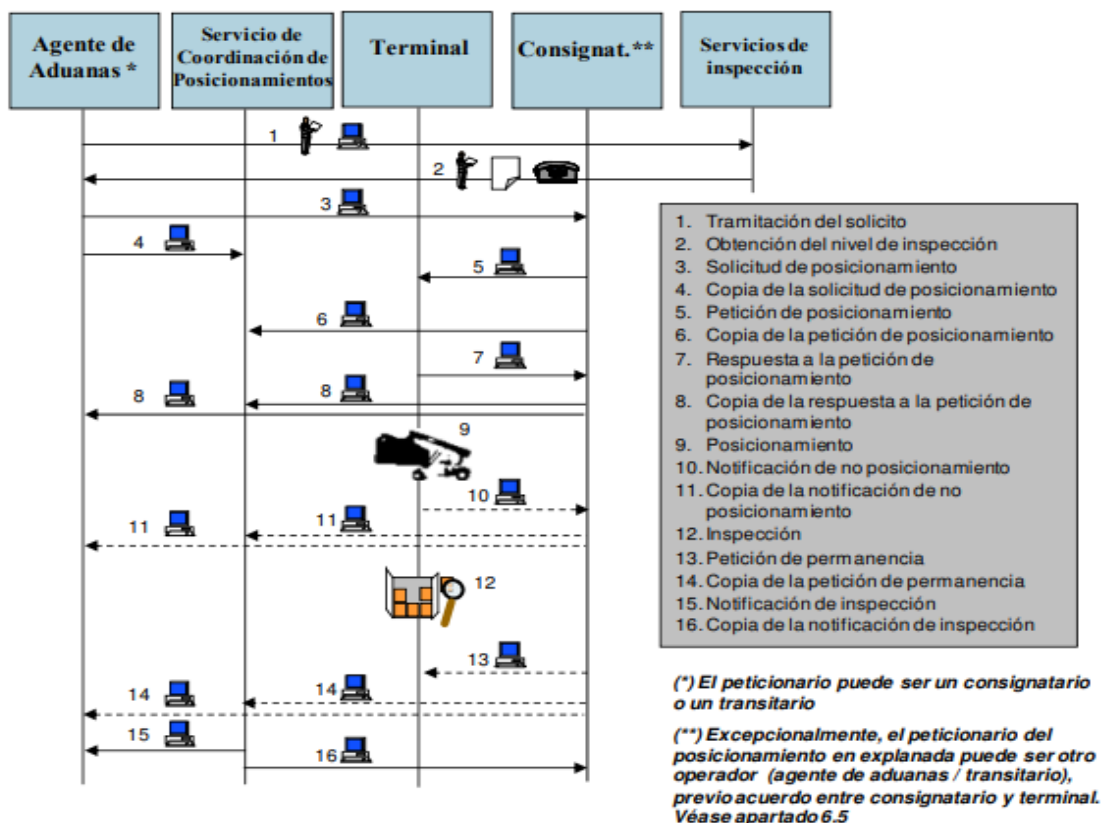 Agente de
Aduanas *
Servicio de
Coordinación de
Posicionamientos
Terminal
Consignat.**
Servicios de
inspección
1
2
3
4
5
6
7
8
8
9
10
11
11
12
13
14
14
15
16
1. Tramitación del solicito
2. Obtención del nivel de inspección
3. Solicitud de posicionamiento
4. Copia de la solicitud de posicionamiento
5. Petición de posicionamiento
6. Copia de la petición de posicionamiento
7. Respuesta a la petición de
posicionamiento
8. Copia de la respuesta a la petición de
posicionamiento
9. Posicionamiento
10. Notificación de no posicionamiento
11. Copia de la notificación de no
posicionamiento
12. Inspección
13. Petición de permanencia
14. Copia de la petición de permanencia
15. Notificación de inspección
16. Copia de la notificación de inspección
(*) El peticionario puede ser un consignatario
o un transitario
(**) Excepcionalmente, el peticionario del
posicionamiento en explanada puede ser otro
operador (agente de aduanas / transitario),
previo acuerdo entre consignatario y terminal.
Véase apartado 6.5